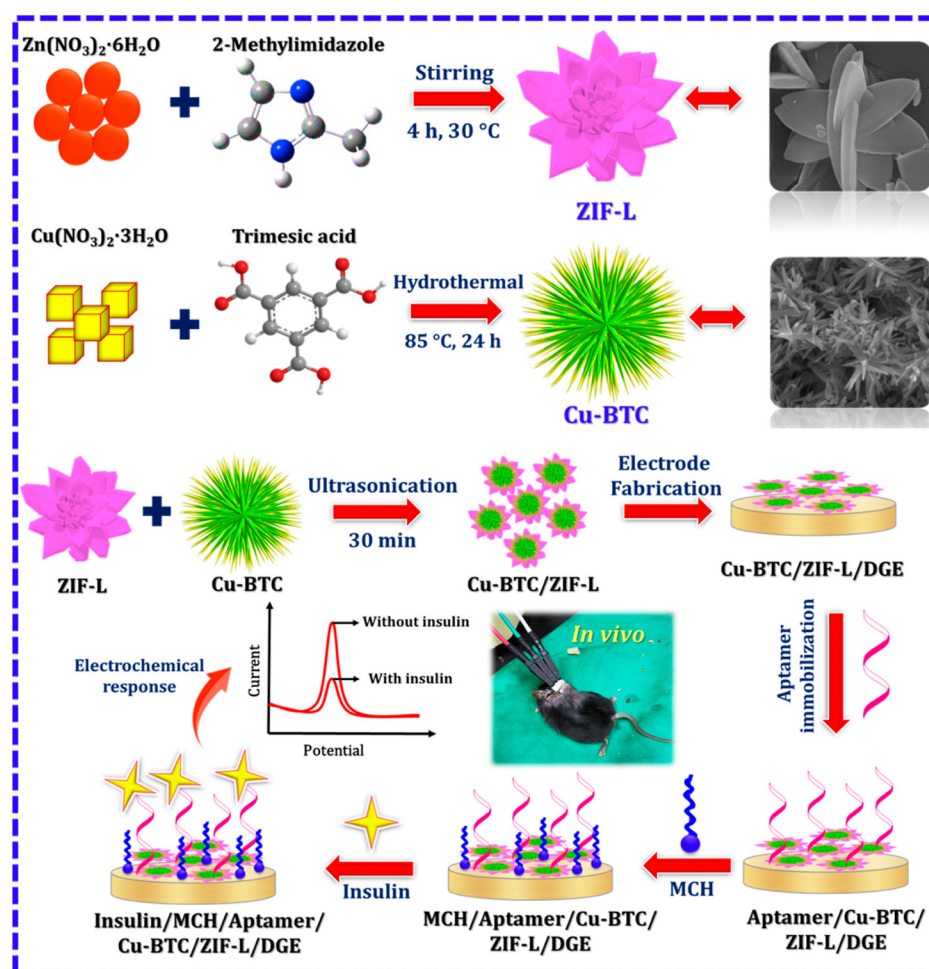 Zn(NO₃)₂·6H₂O
2-Methylimidazole
Stirring
4 h, 30 °C
ZIF-L
Cu(NO₃)₂·3H₂O
Trimesic acid
Hydrothermal
85 °C, 24 h
Cu-BTC
ZIF-L
Cu-BTC
Ultrasonication
30 min
Cu-BTC/ZIF-L
Electrode
Fabrication
Cu-BTC/ZIF-L/DGE
Aptamer
immobilization
Electrochemical
response
Current
Without insulin
With insulin
Potential
In vivo
Insulin/MCH/Aptamer/
Cu-BTC/ZIF-L/DGE
Insulin
MCH/Aptamer/Cu-BTC/
ZIF-L/DGE
MCH
Aptamer/Cu-BTC/
ZIF-L/DGE